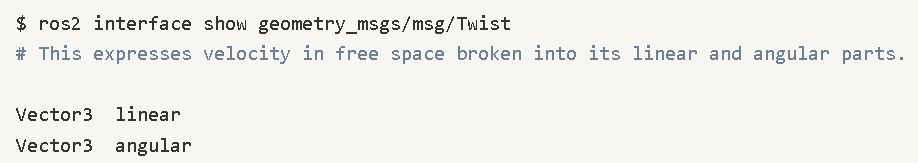 $ ros2 interface show geometry_msgs/msg/Twist
# This expresses velocity in free space broken into its linear and angular parts.
Vector3  linear
Vector3  angular